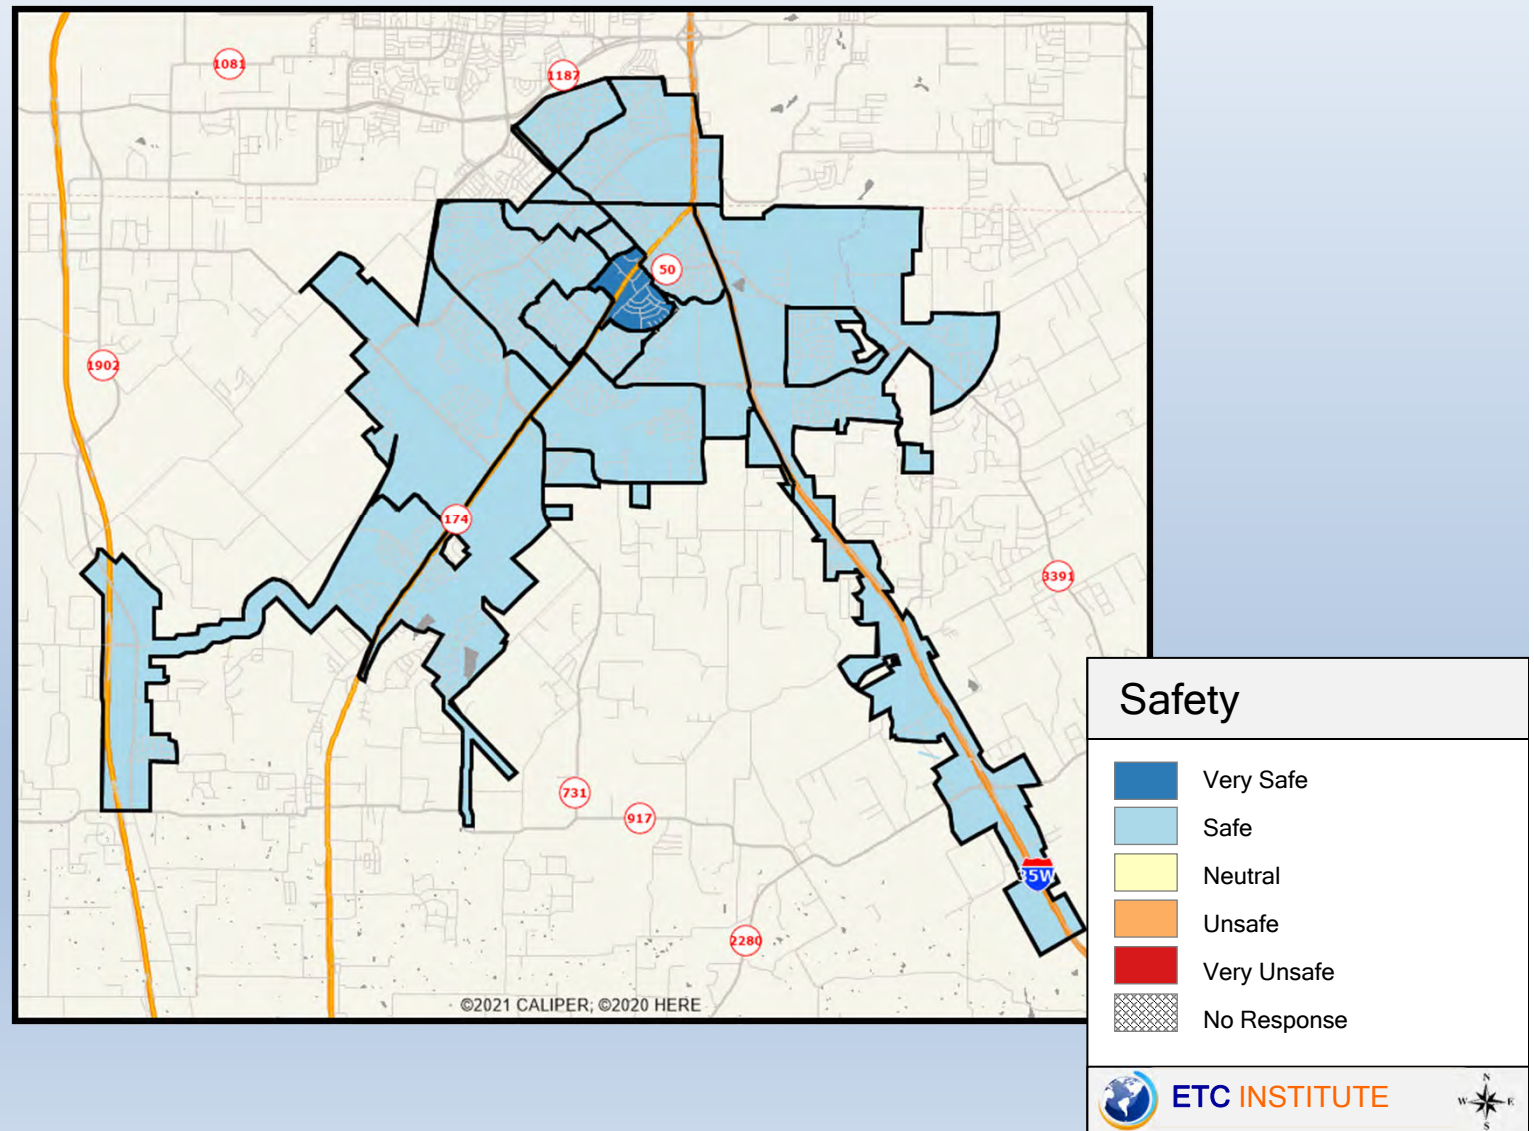 1081
1187
50
1902
174
3391
731
917
35W
2280
©2021 CALIPER; ©2020 HERE
Safety
Very Safe
Safe
Neutral
Unsafe
Very Unsafe
No Response
ETC INSTITUTE
N
W E
S